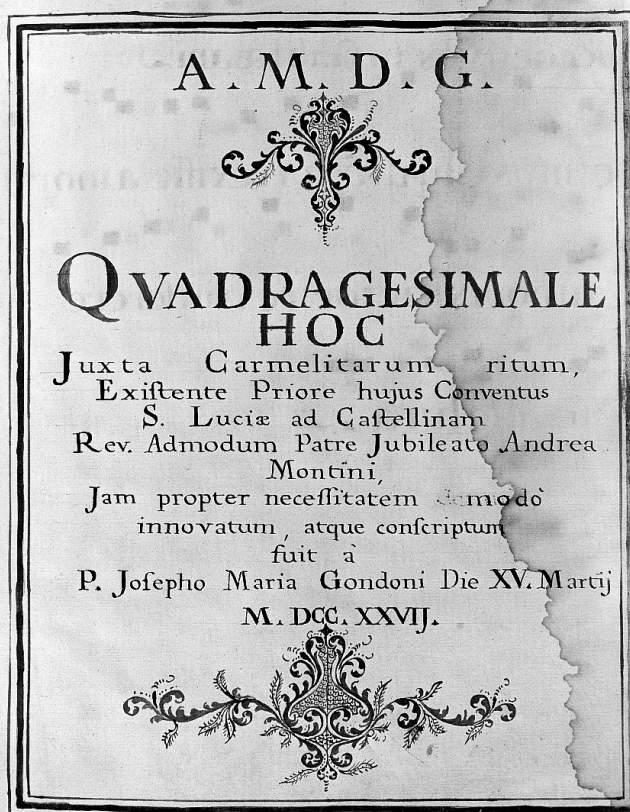 A. M. D. G.
QVADRAGESIMALE
HOC
Juxta Carmelitarum ritum,
Exiſtente Priore hujus Conventus
S. Luciæ ad Caſtellinam
Rev. Admodum Patre Jubileato Andrea
Montini,
Jam propter neceſſitatem modò
innovatum, atque conſcriptum
fuit à
P. Joſepho Maria Gondoni Die XV. Martij
M. DCC. XXVIJ.